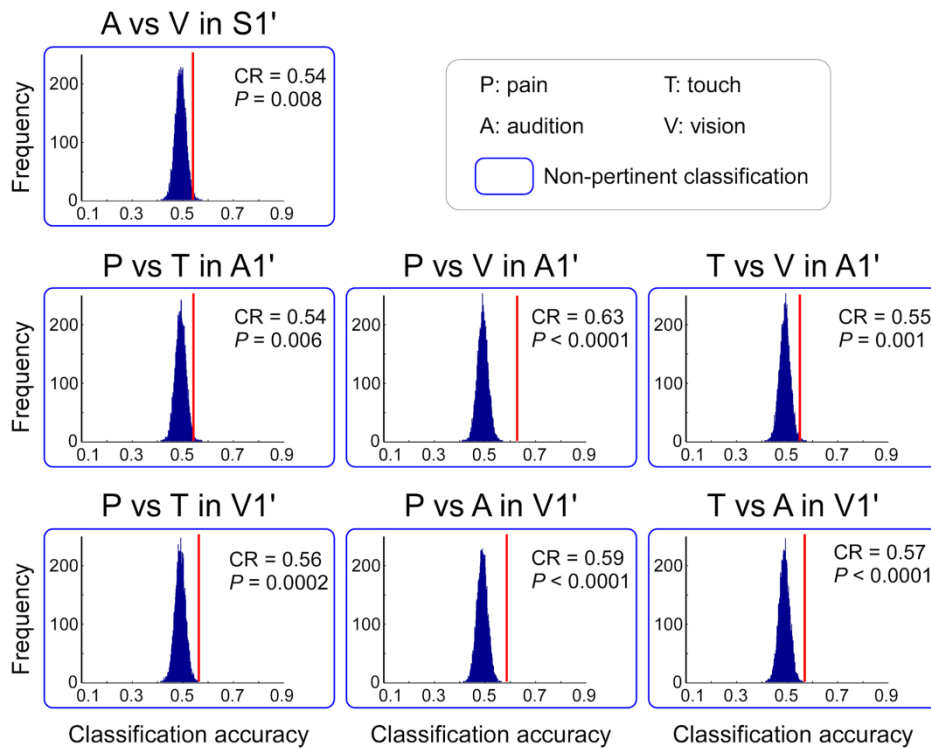 A vs V in S1'
Frequency
200
100
0
0.1 0.3 0.5 0.7 0.9
CR = 0.54
P = 0.008
P: pain T: touch
A: audition V: vision
Non-pertinent classification
P vs T in A1'
Frequency
200
100
0
0.1 0.3 0.5 0.7 0.9
CR = 0.54
P = 0.006
P vs V in A1'
200
100
0
0.1 0.3 0.5 0.7 0.9
CR = 0.63
P < 0.0001
T vs V in A1'
200
100
0
0.1 0.3 0.5 0.7 0.9
CR = 0.55
P = 0.001
P vs T in V1'
Frequency
200
100
0
0.1 0.3 0.5 0.7 0.9
CR = 0.56
P = 0.0002
Classification accuracy
P vs A in V1'
200
100
0
0.1 0.3 0.5 0.7 0.9
CR = 0.59
P < 0.0001
Classification accuracy
T vs A in V1'
200
100
0
0.1 0.3 0.5 0.7 0.9
CR = 0.57
P < 0.0001
Classification accuracy